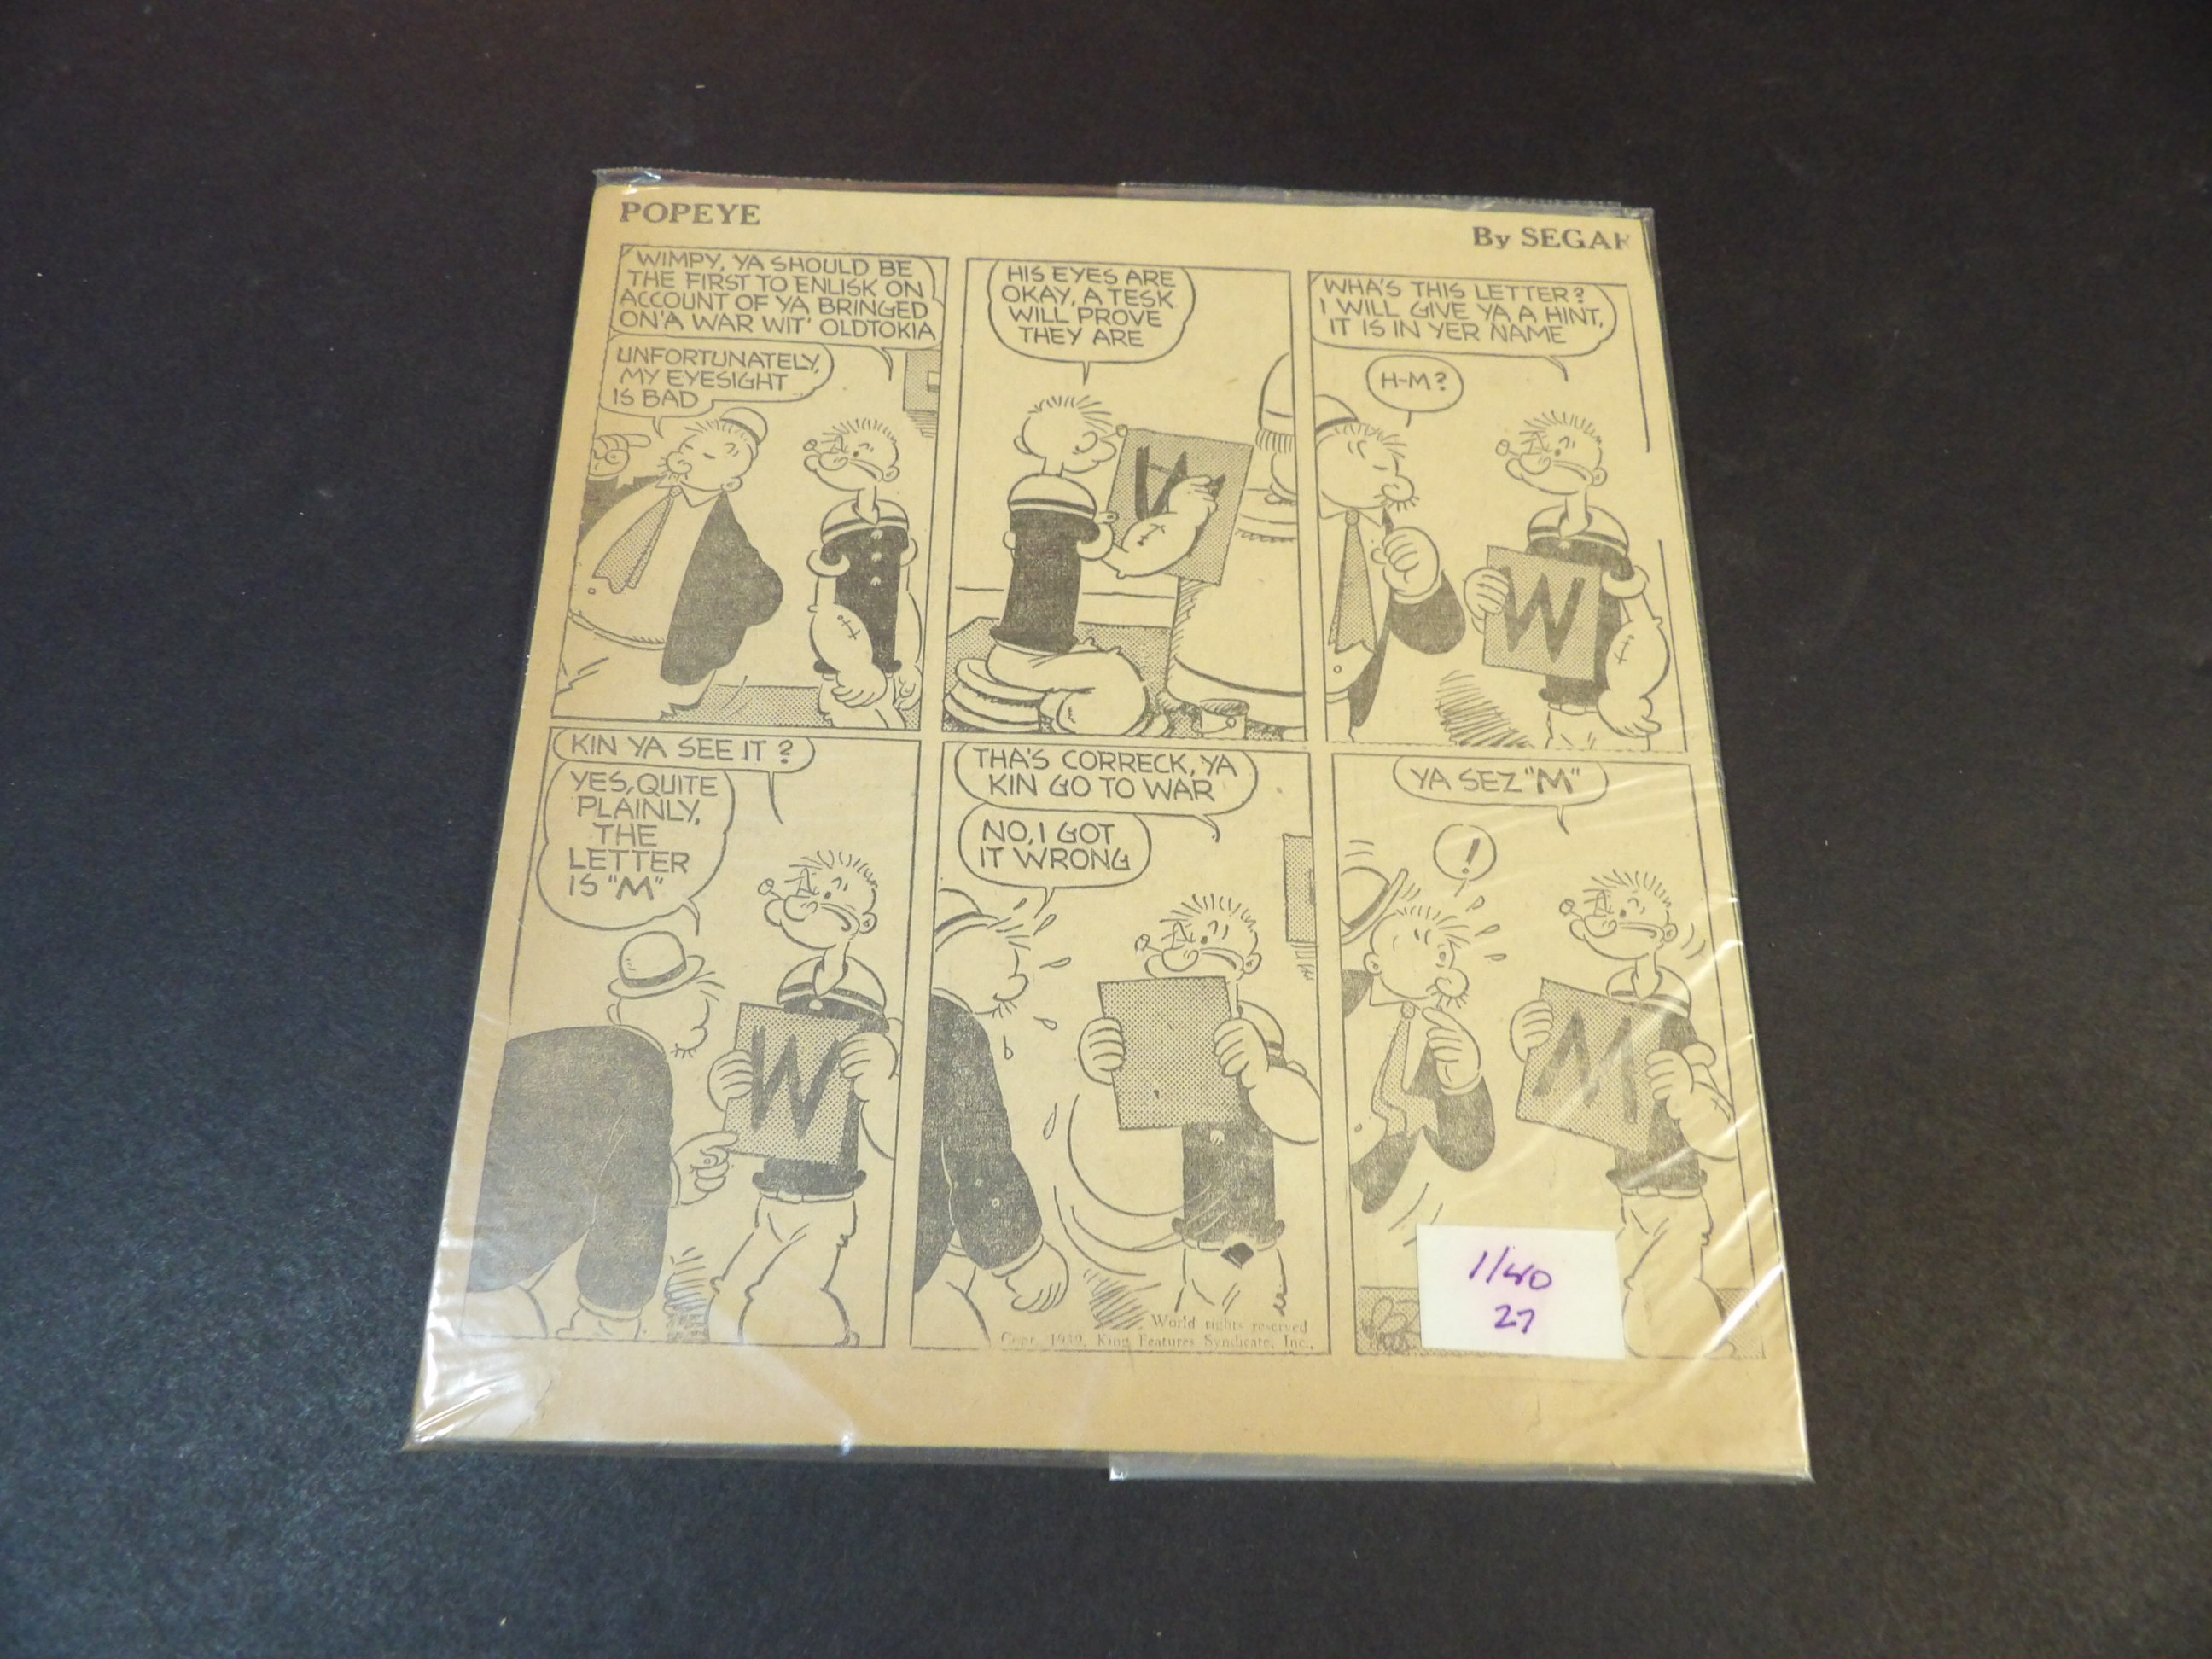 POPEYE
By SEGAR
WIMPY, YA SHOULD BE
THE FIRST TO ENLISK ON
ACCOUNT OF YA BRINGED
ON'A WAR WIT' OLDTOKIA
UNFORTUNATELY,
MY EYESIGHT
IS BAD
HIS EYES ARE
OKAY, A TESK
WILL PROVE
THEY ARE
W
WHA'S THIS LETTER?
I WILL GIVE YA A HINT,
IT IS IN YER NAME
H-M?
W
KIN YA SEE IT?
YES, QUITE
PLAINLY,
THE
LETTER
IS "M"
W
THA'S CORRECK, YA
KIN GO TO WAR
NO, I GOT
IT WRONG
World rights reserved
Copr. 1939, King Features Syndicate, Inc.,
YA SEZ "M"
!
M
1/40
27